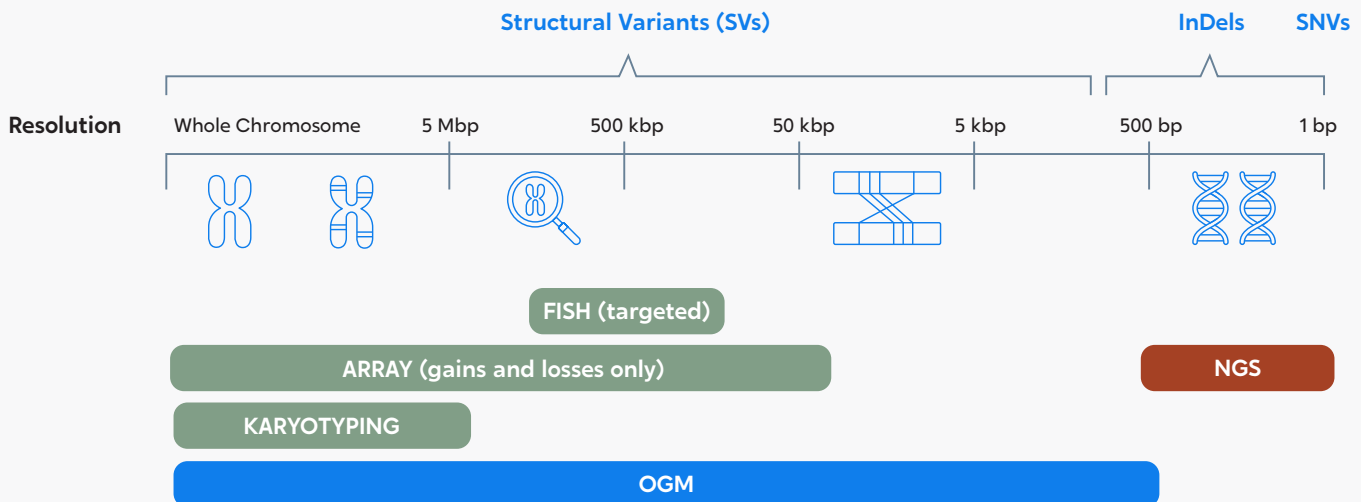 Structural Variants (SVs) InDels SNVs
Resolution Whole Chromosome 5 Mbp 500 kbp 50 kbp 5 kbp 500 bp 1 bp
FISH (targeted)
ARRAY (gains and losses only) NGS
KARYOTYPING
OGM